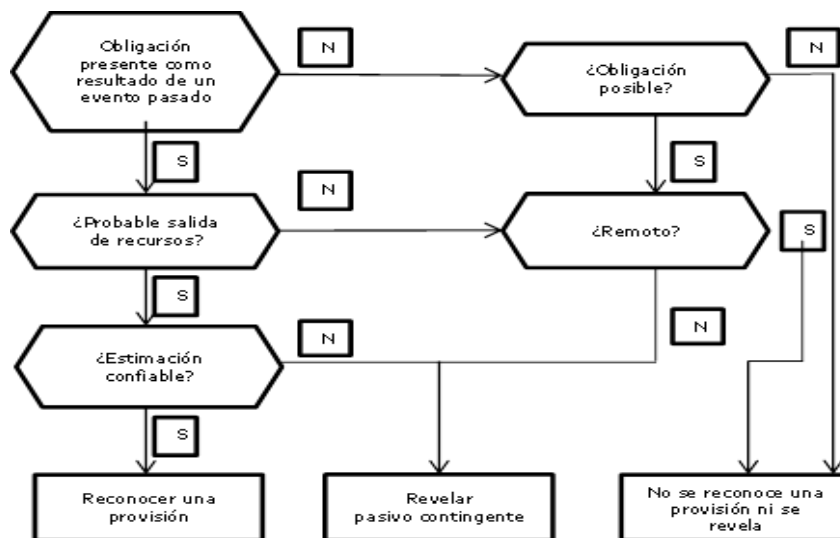 Obligación
presente como
resultado de un
evento pasado
N
¿Obligación
posible?
N
S
S
¿Probable salida
de recursos?
N
¿Remoto?
S
S
¿Estimación
confiable?
N
N
S
Reconocer una
provisión
Revelar
pasivo contingente
No se reconoce una
provisión ni se
revela